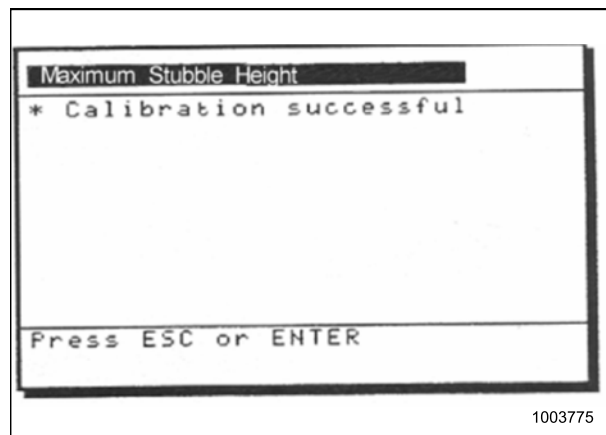 Maximum Stubble Height
* Calibration successful
Press ESC or ENTER
1003775